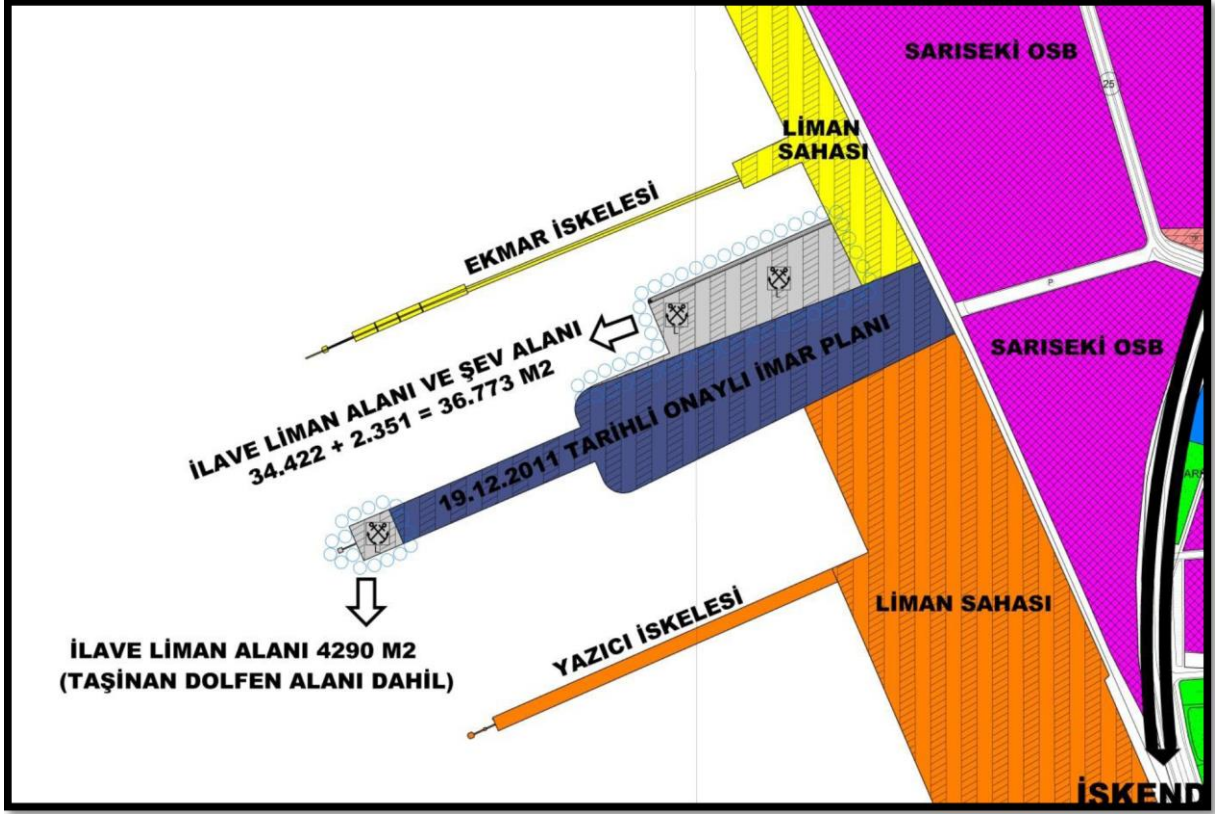 SARISEKİ OSB
25
LİMAN
SAHASI
EKMAR İSKELESİ
P
İLAVE LİMAN ALANI VE ŞEV ALANI
34.422 + 2.351 = 36.773 M2
19.12.2011 TARİHLİ ONAYLI İMAR PLANI
SARISEKİ OSB
LİMAN SAHASI
YAZICI İSKELESİ
İLAVE LİMAN ALANI 4290 M2
(TAŞİNAN DOLFEN ALANI DAHİL)
İSKEND